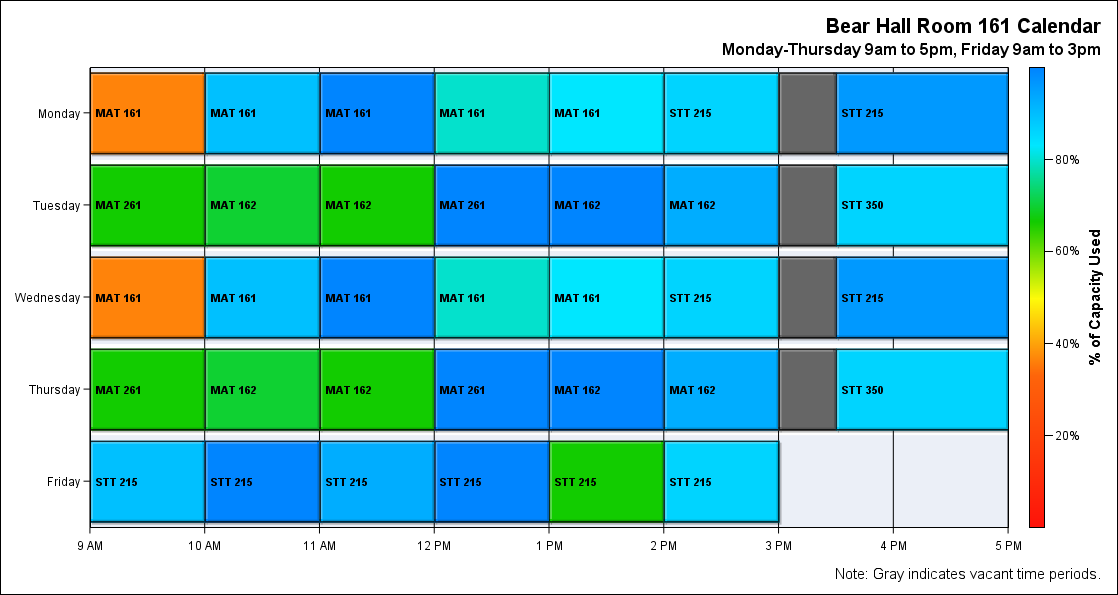 Bear Hall Room 161 Calendar
Monday-Thursday 9am to 5pm, Friday 9am to 3pm
Monday MAT 161 MAT 161 MAT 161 MAT 161 MAT 161 STT 215 STT 215
80%
Tuesday MAT 261 MAT 162 MAT 162 MAT 261 MAT 162 MAT 162 STT 350
60%
Wednesday MAT 161 MAT 161 MAT 161 MAT 161 MAT 161 STT 215 STT 215
% of Capacity Used
40%
Thursday MAT 261 MAT 162 MAT 162 MAT 261 MAT 162 MAT 162 STT 350
20%
Friday STT 215 STT 215 STT 215 STT 215 STT 215 STT 215
9 AM 10 AM 11 AM 12 PM 1 PM 2 PM 3 PM 4 PM 5 PM
Note: Gray indicates vacant time periods.